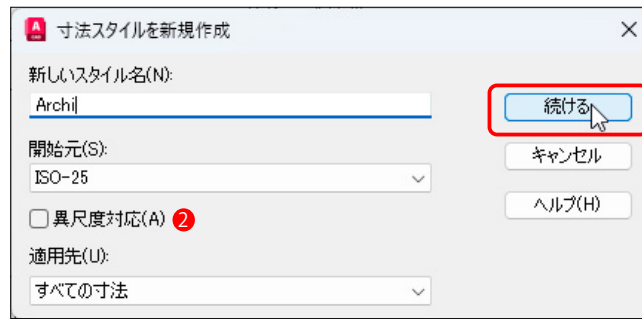 A CAD 寸法スタイルを新規作成
新しいスタイル名(N):
Archi
続ける
開始元(S):
キャンセル
ISO-25
ヘルプ(H)
異尺度対応(A) 2
適用先(U):
すべての寸法